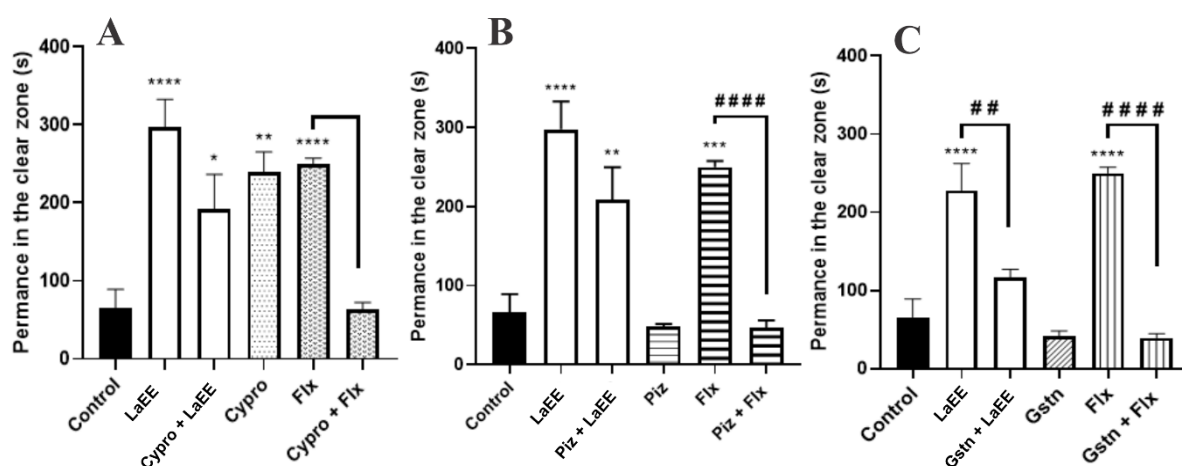 A
Permance in the clear zone (s)
400
300
200
100
0
****
*
**
****
Control
LaEE
Cypro + LaEE
Cypro
Flx
Cypro + Flx
B
Permance in the clear zone (s)
400
300
200
100
0
****
**
***
####
Control
LaEE
Piz + LaEE
Piz
Flx
Piz + Flx
C
Permance in the clear zone (s)
400
300
200
100
0
****
##
****
####
Control
LaEE
Gstn + LaEE
Gstn
Flx
Gstn + Flx